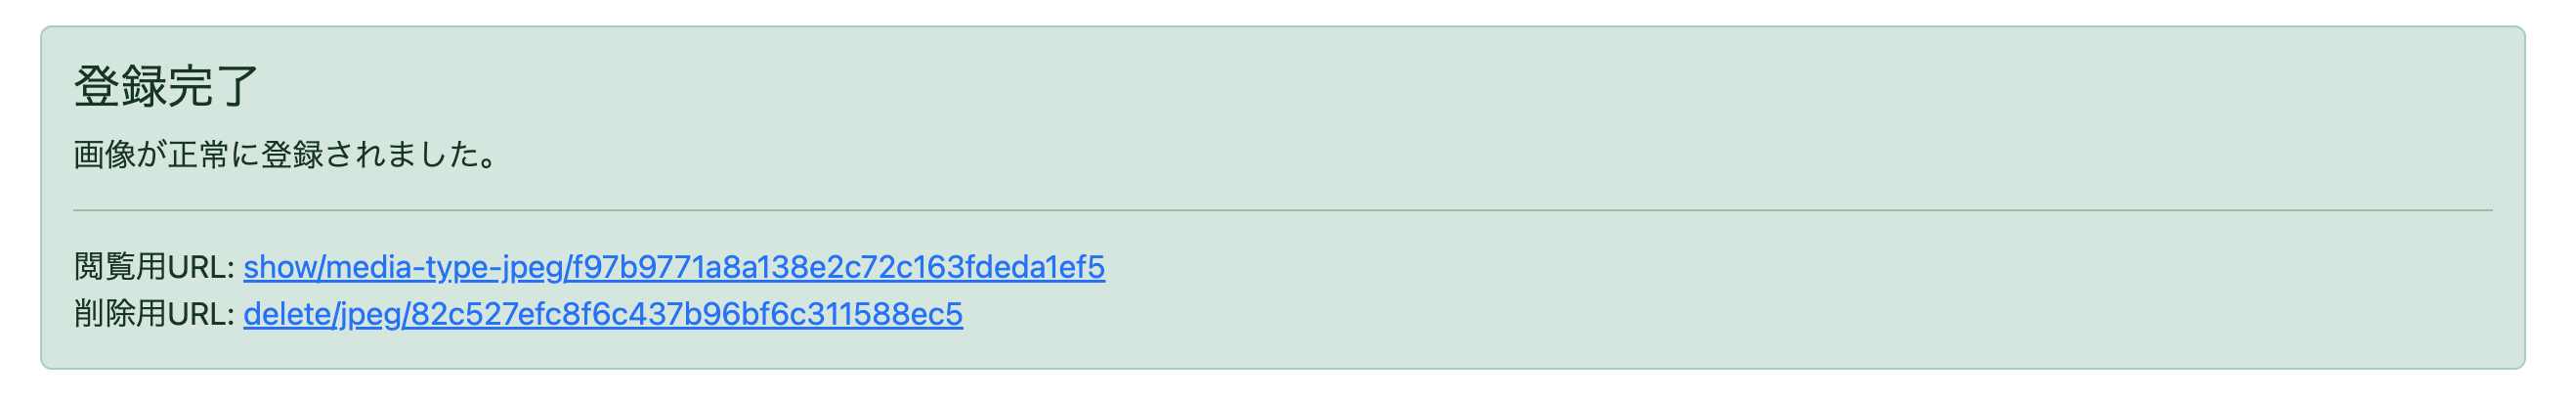 登録完了
画像が正常に登録されました。
閲覧用URL: show/media-type-jpeg/f97b9771a8a138e2c72c163fdeda1ef5
削除用URL: delete/jpeg/82c527efc8f6c437b96bf6c311588ec5